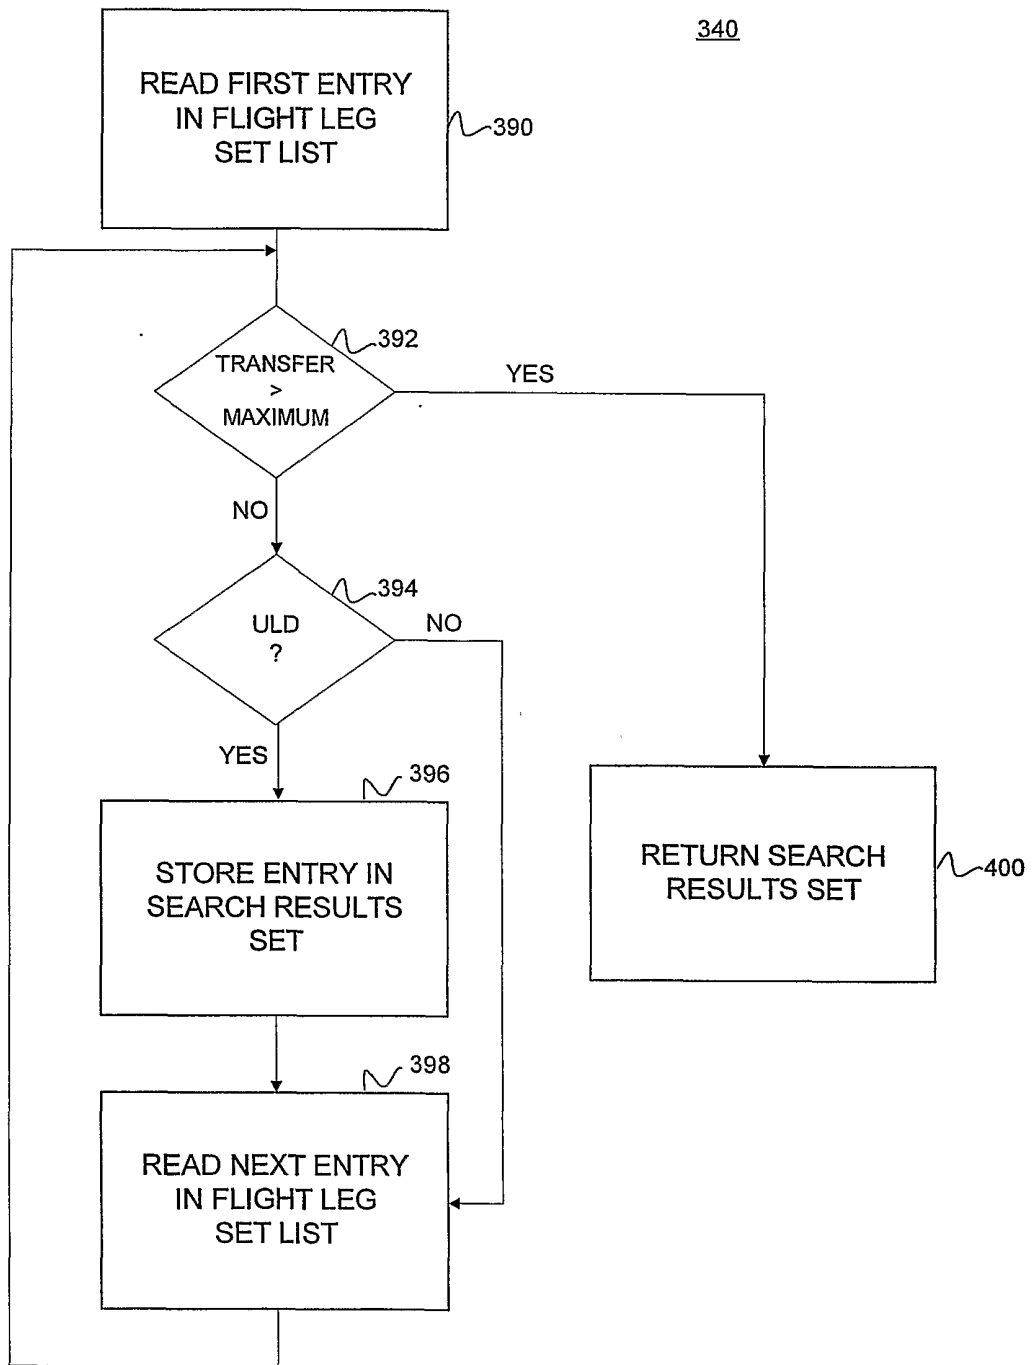 340
READ FIRST ENTRY
IN FLIGHT LEG
SET LIST
390
392
TRANSFER
>
MAXIMUM
YES
NO
394
ULD
?
NO
YES
396
STORE ENTRY IN
SEARCH RESULTS
SET
RETURN SEARCH
RESULTS SET
400
398
READ NEXT ENTRY
IN FLIGHT LEG
SET LIST